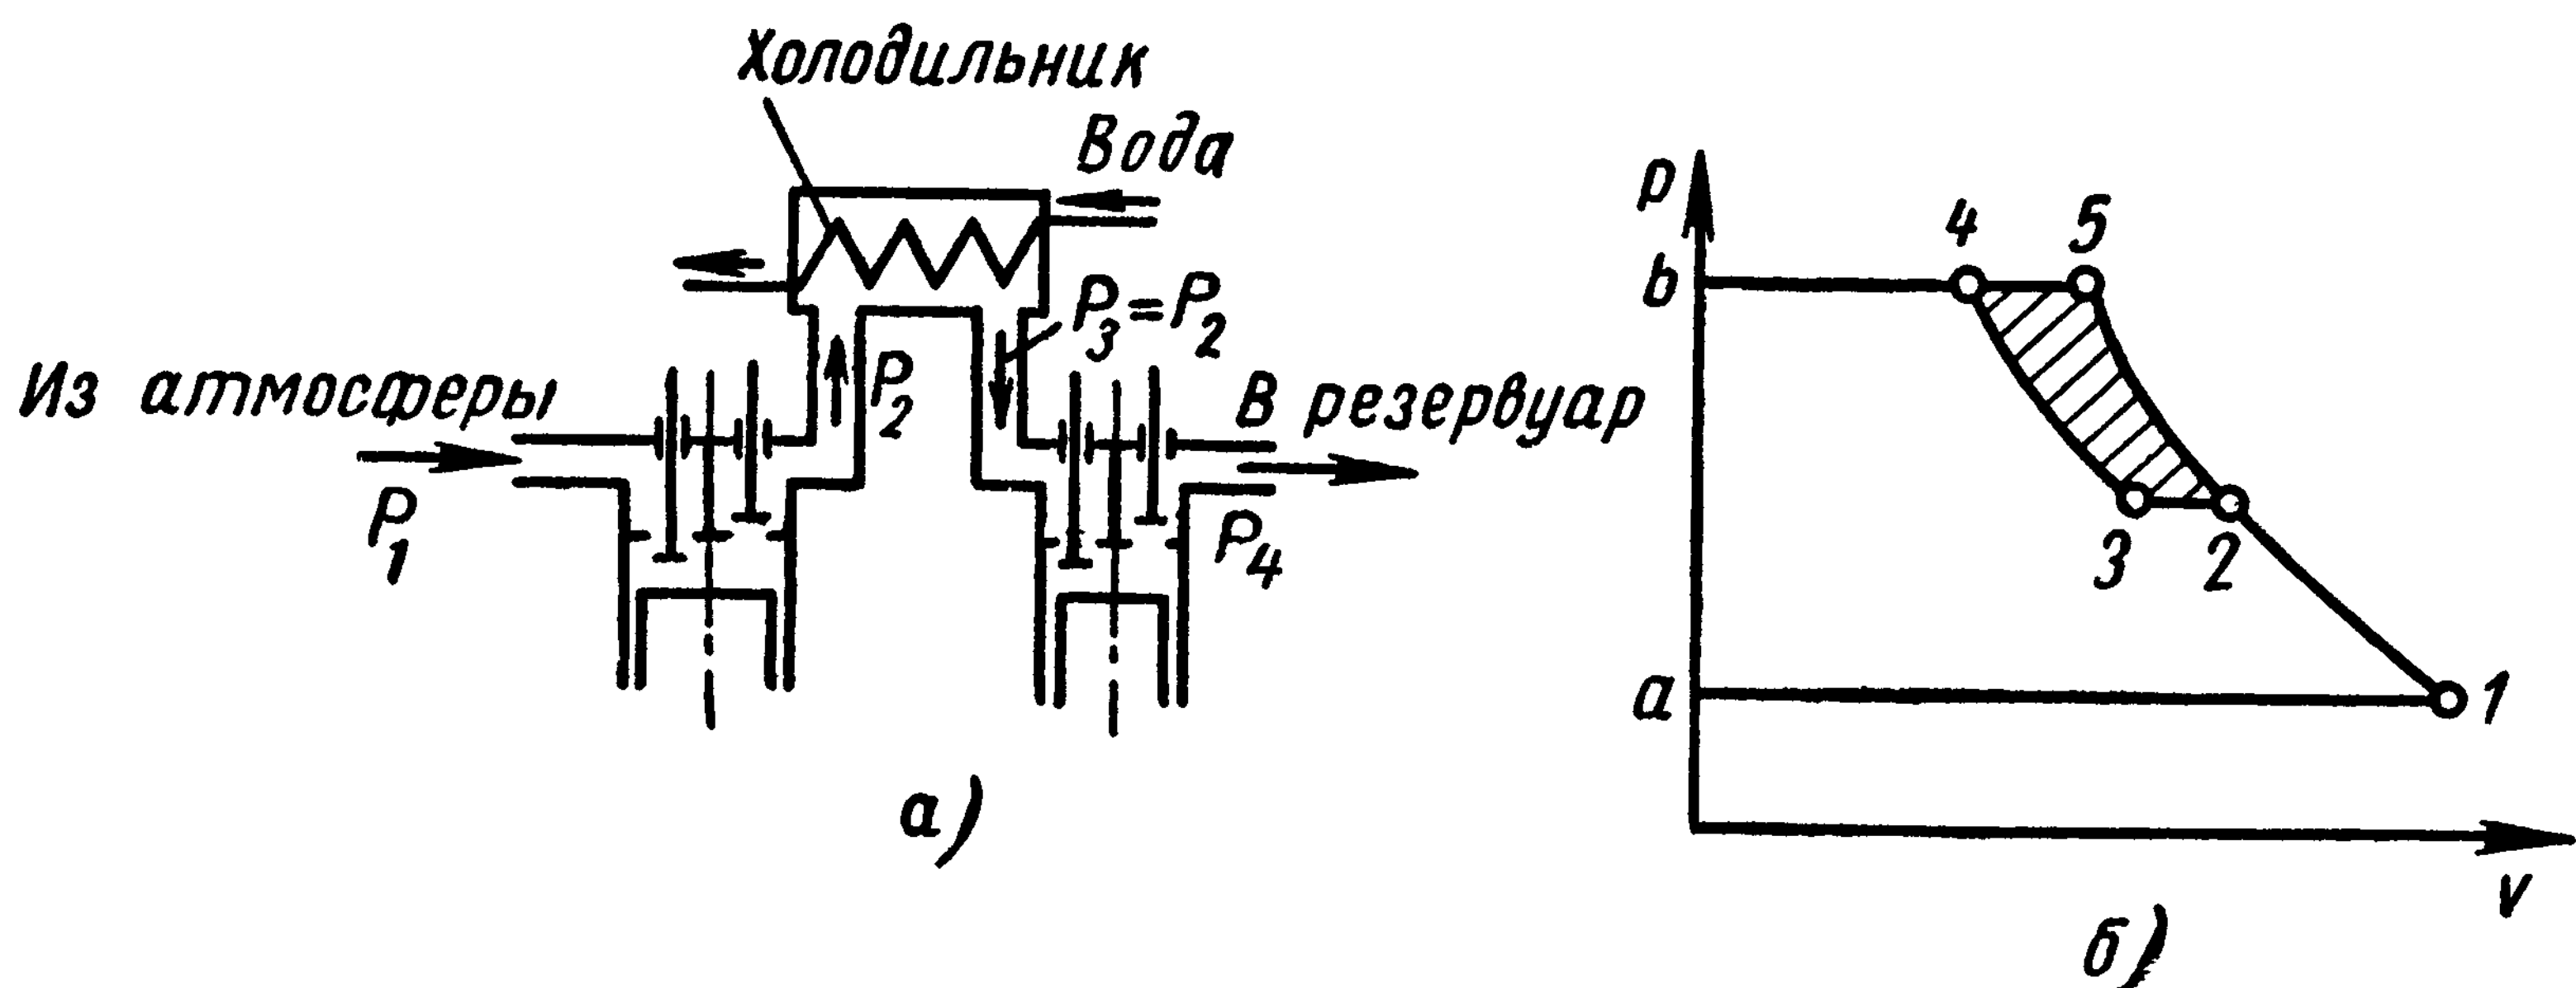 Холодильник
Вода
P₃=P₂
Из атмосферы
P₂
В резервуар
P₁
P₄
а)
p
4
5
b
3
2
a
1
v
б)